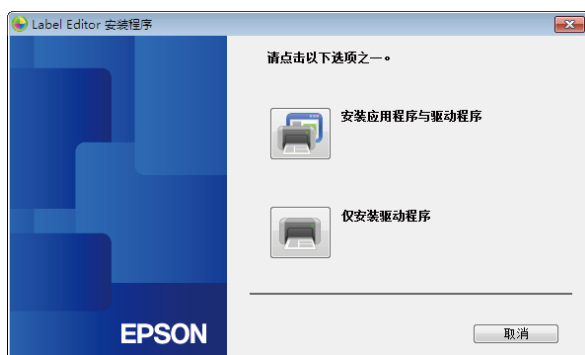 Label Editor 安装程序
请点击以下选项之一。
安装应用程序与驱动程序
仅安装驱动程序
EPSON
取消